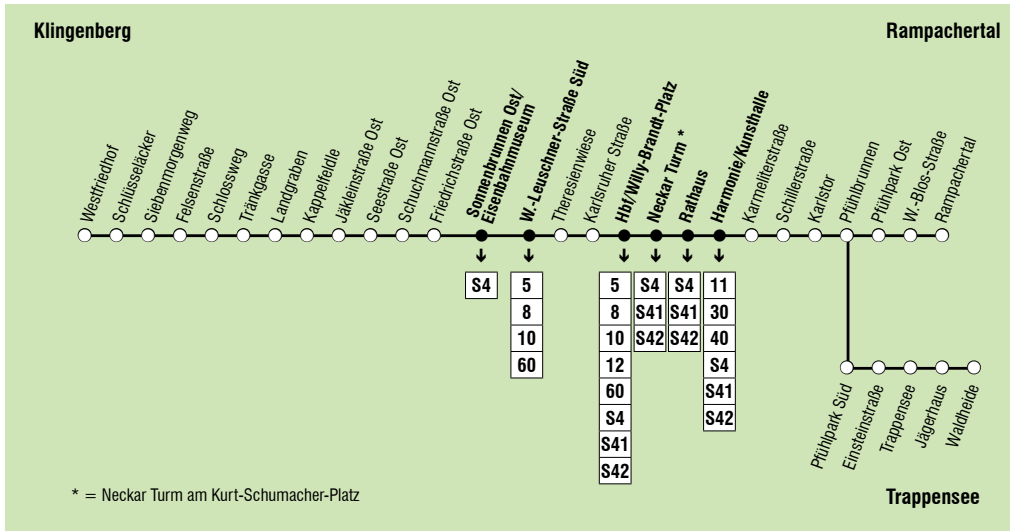 Klingenberg
Rampachertal
Westfriedhof
Schlüsseläcker
Siebenmorgenweg
Felsenstraße
Schlossweg
Tränkgasse
Landgraben
Kappelfeldle
Jäkleinstraße Ost
Seestraße Ost
Schuchmannstraße Ost
Friedrichstraße Ost
Sonnenbrunnen Ost/
Eisenbahnmuseum
W.-Leuschner-Straße Süd
Theresienwiese
Karlsruher Straße
Hbf/Willy-Brandt-Platz
Neckar Turm *
Rathaus
Harmonie/Kunsthalle
Karmeliterstraße
Schillerstraße
Karlstor
Pfühlbrunnen
Pfühlpark Ost
W.-Blos-Straße
Rampachertal
S4
5
8
10
60
5
8
10
12
60
S4
S41
S42
S4
S41
S42
S4
S41
S42
11
30
40
S4
S41
S42
Pfühlpark Süd
Einsteinstraße
Trappensee
Jägerhaus
Waldheide
* = Neckar Turm am Kurt-Schumacher-Platz
Trappensee